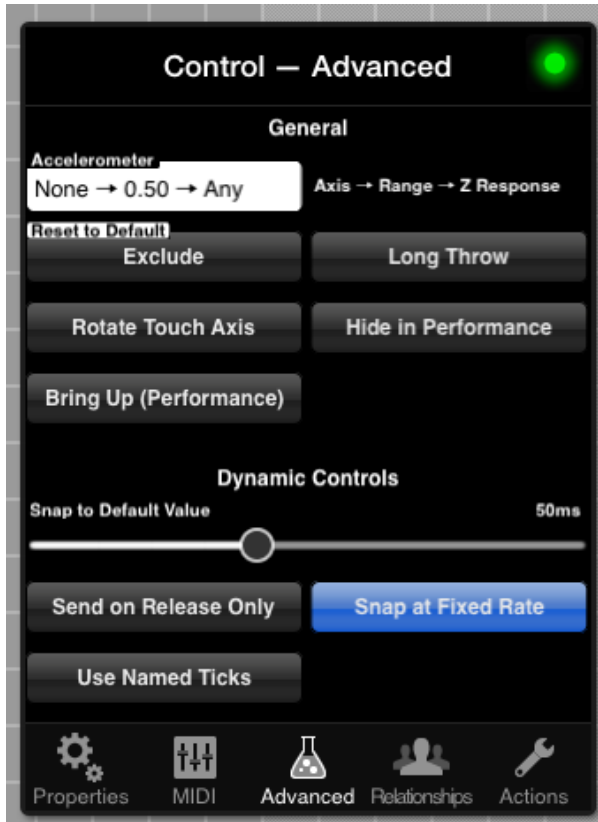 Control — Advanced
General
Accelerometer
None → 0.50 → Any
Axis → Range → Z Response
Reset to Default
Exclude
Long Throw
Rotate Touch Axis
Hide in Performance
Bring Up (Performance)
Dynamic Controls
Snap to Default Value
50ms
Send on Release Only
Snap at Fixed Rate
Use Named Ticks
Properties
MIDI
Advanced
Relationships
Actions